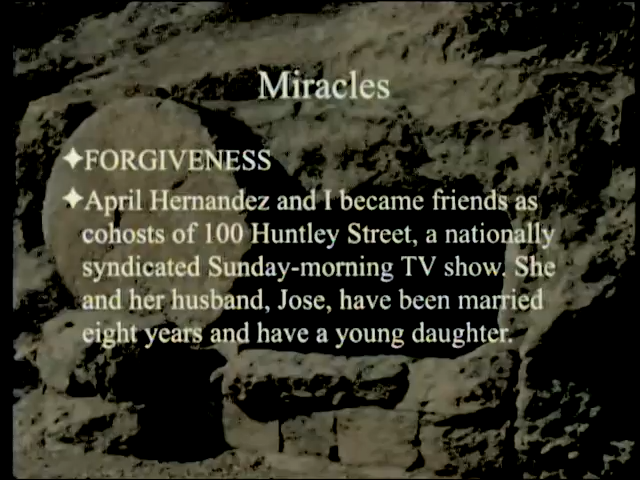 Miracles
FORGIVENESS
April Hernandez and I became friends as
cohosts of 100 Huntley Street, a nationally
syndicated Sunday-morning TV show. She
and her husband, Jose, have been married
eight years and have a young daughter.